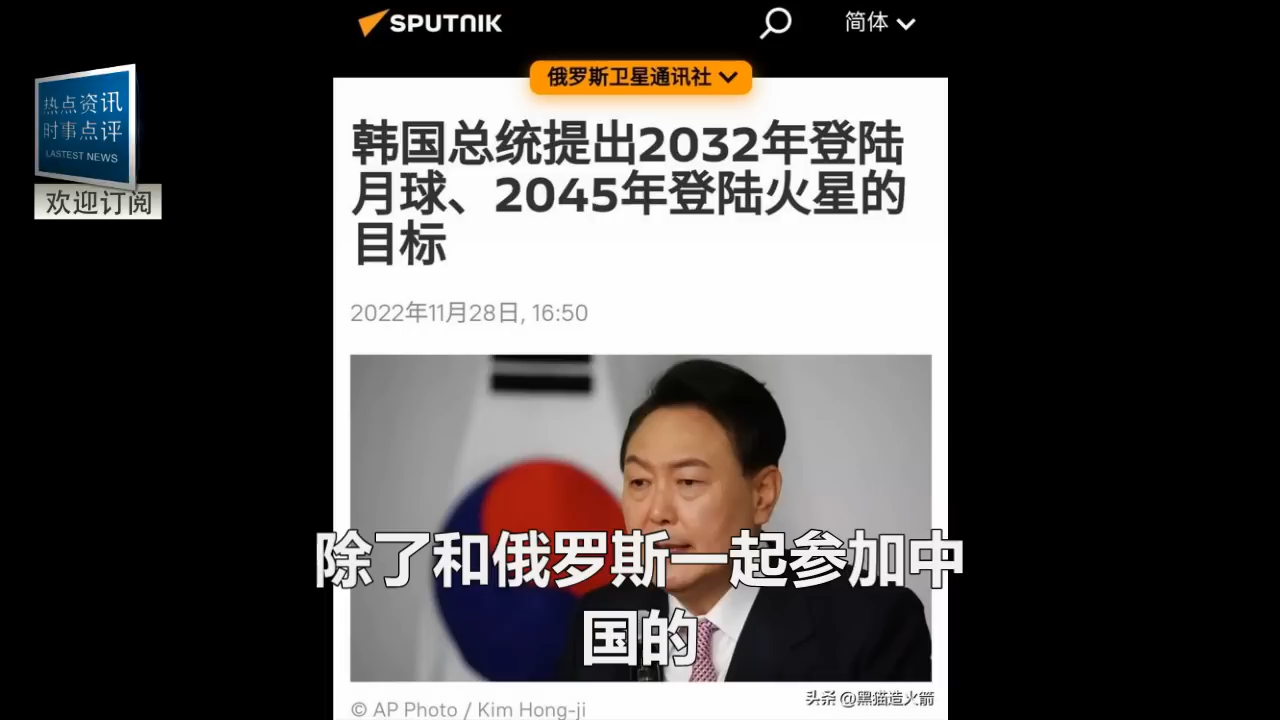 SPUTNIK
简体
俄罗斯卫星通讯社
热点资讯
时事点评
LASTEST NEWS
欢迎订阅
韩国总统提出2032年登陆
月球、2045年登陆火星的
目标
2022年11月28日, 16:50
除了和俄罗斯一起参加中
国的
头条 @黑猫造火箭
© AP Photo / Kim Hong-ji